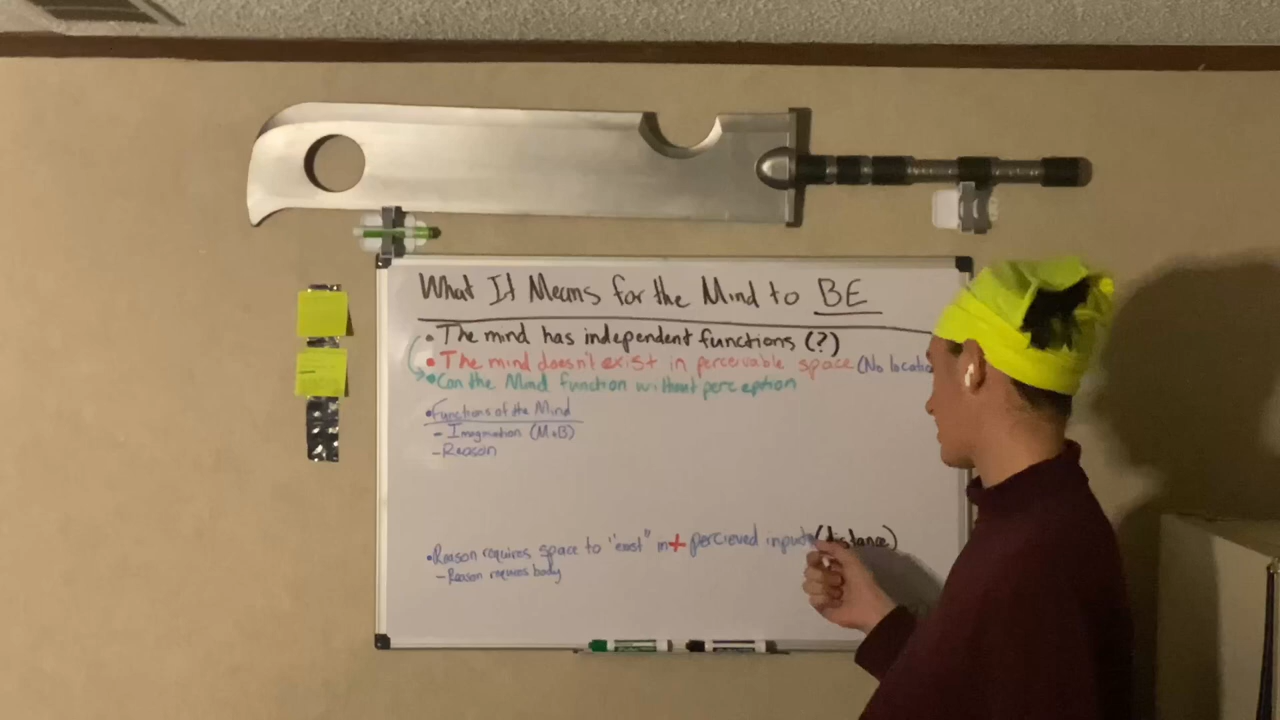 What It Means for the Mind to BE
• The mind has independent functions (?)
• The mind doesn't exist in perceivable space (No locatio
• Can the Mind function without perception
• Functions of the Mind
- Imagination (M+B)
- Reason
• Reason requires space to "exist" in + percieved inputs (distance)
- Reason requires body